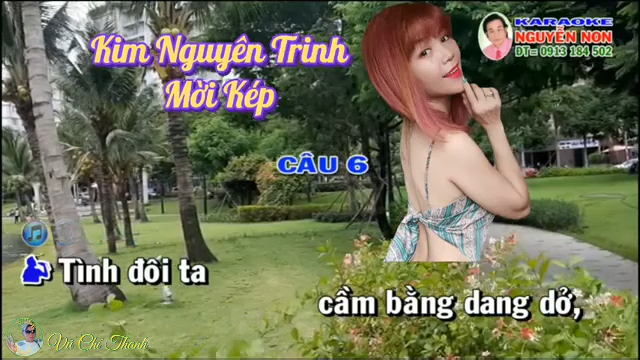 Kim Nguyên Trinh
Mời Kép
KARAOKE
NGUYỄN NON
ĐT= 0913 184 502
CÂU 6
Tình đôi ta
cầm bằng dang dở,
Vũ Chí Thanh